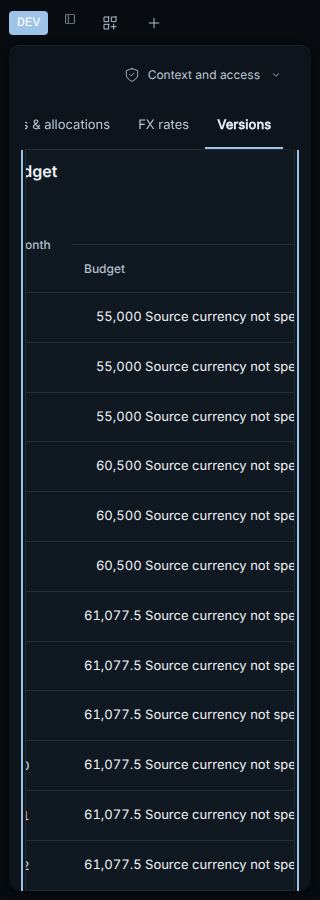 DEV
Context and access
s & allocations FX rates Versions
dget
onth
Budget
55,000 Source currency not spe
55,000 Source currency not spe
55,000 Source currency not spe
60,500 Source currency not spe
60,500 Source currency not spe
60,500 Source currency not spe
61,077.5 Source currency not spe
61,077.5 Source currency not spe
61,077.5 Source currency not spe
0 61,077.5 Source currency not spe
1 61,077.5 Source currency not spe
2 61,077.5 Source currency not spe